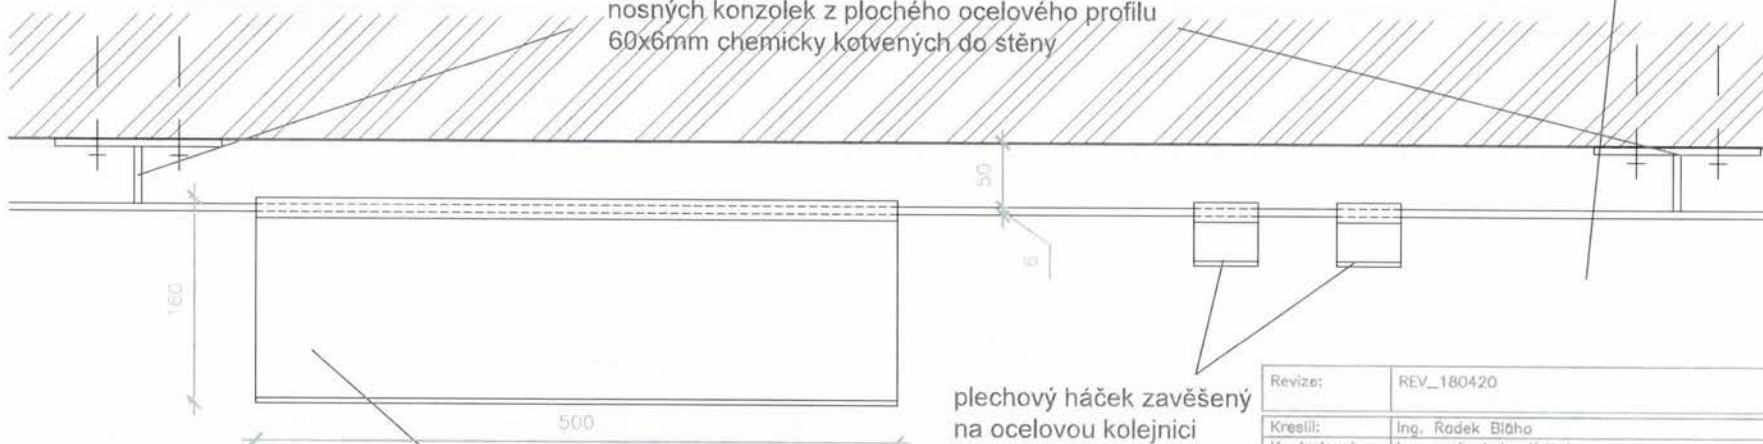 nosných konzolek z plochého ocelového profilu
60x6mm chemicky kotvených do stěny
50
6
160
500
plechový háček zavěšený
na ocelovou kolejnici
Revize: REV_180420
Kreslil: Ing. Radek Bláha